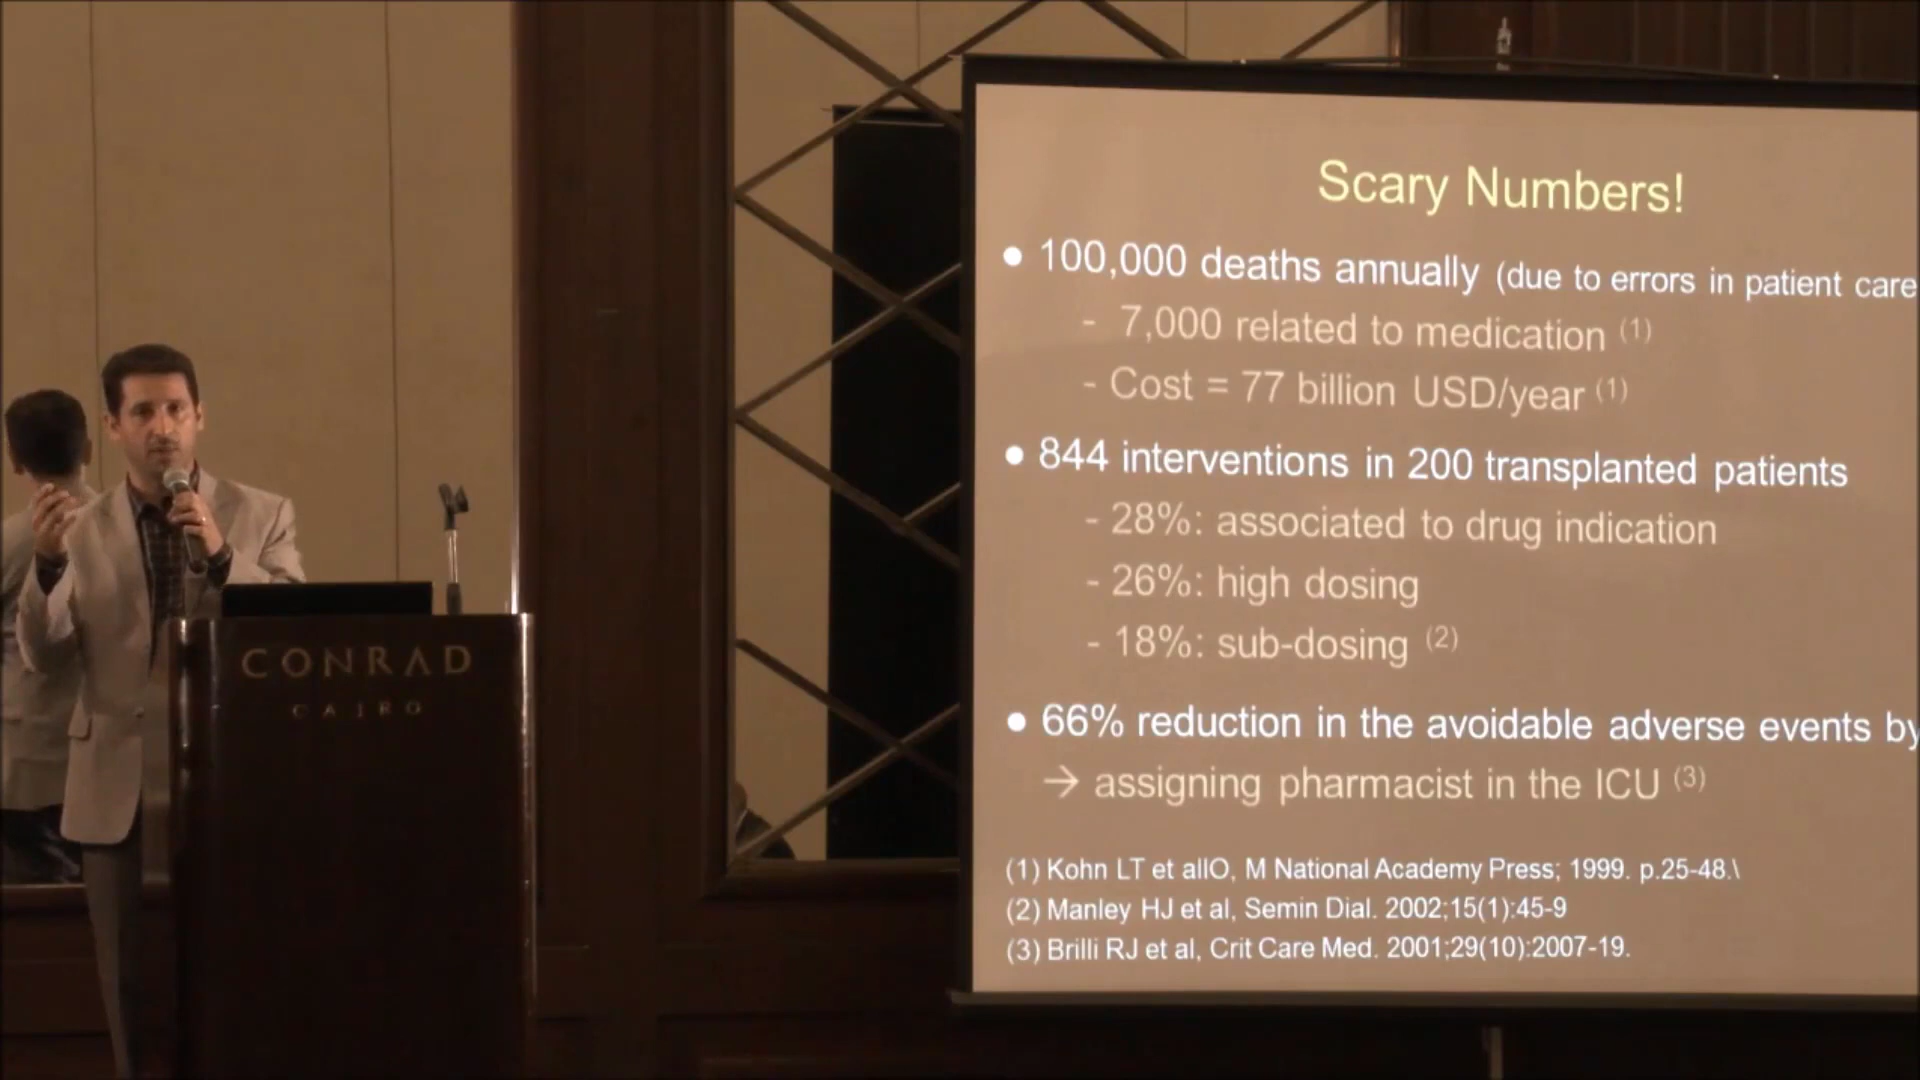 CONRAD
CAIRO
Scary Numbers!
● 100,000 deaths annually (due to errors in patient care
- 7,000 related to medication (1)
- Cost = 77 billion USD/year (1)
● 844 interventions in 200 transplanted patients
- 28%: associated to drug indication
- 26%: high dosing
- 18%: sub-dosing (2)
● 66% reduction in the avoidable adverse events by
→ assigning pharmacist in the ICU (3)
(1) Kohn LT et allO, M National Academy Press; 1999. p.25-48.\
(2) Manley HJ et al, Semin Dial. 2002;15(1):45-9
(3) Brilli RJ et al, Crit Care Med. 2001;29(10):2007-19.